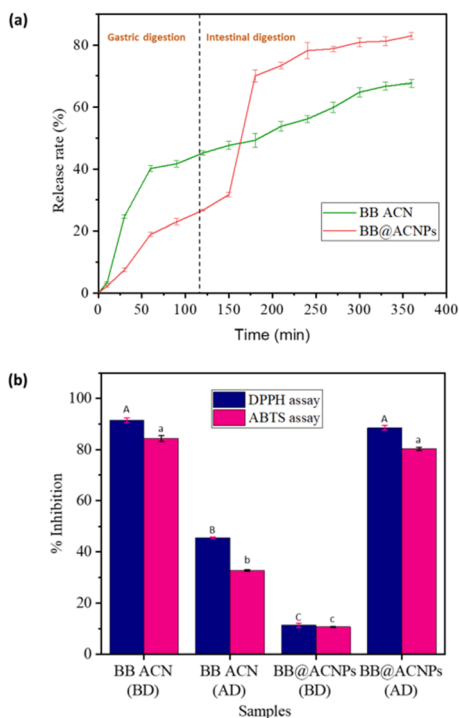 (a)
Gastric digestion
Intestinal digestion
Release rate (%)
80
60
40
20
0
BB ACN
BB@ACNPs
0
50
100
150
200
250
300
350
400
Time (min)
(b)
% Inhibition
100
80
60
40
20
0
DPPH assay
ABTS assay
A
a
B
b
C
c
A
a
BB ACN
(BD)
BB ACN
(AD)
BB@ACNPs
(BD)
BB@ACNPs
(AD)
Samples